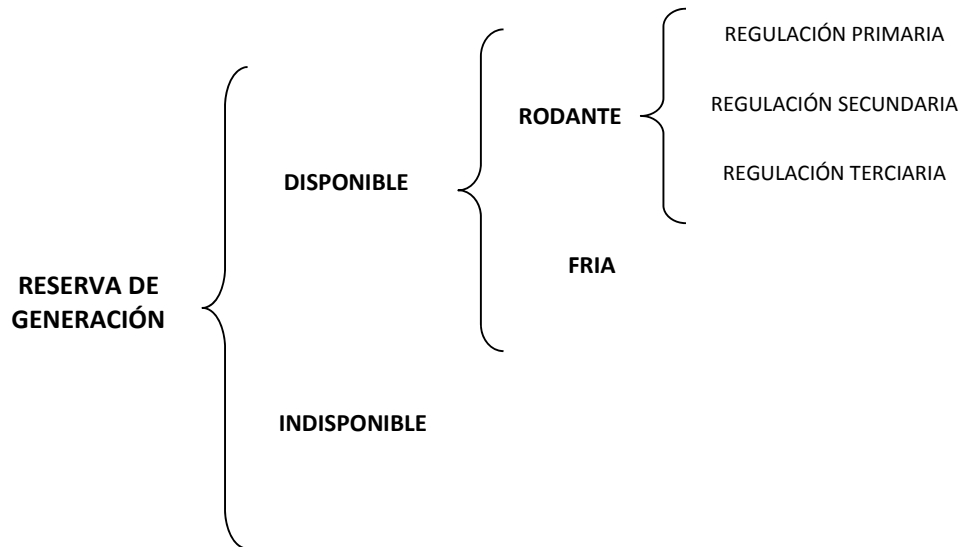 RESERVA DE
GENERACIÓN
DISPONIBLE
RODANTE
REGULACIÓN PRIMARIA
REGULACIÓN SECUNDARIA
REGULACIÓN TERCIARIA
FRIA
INDISPONIBLE